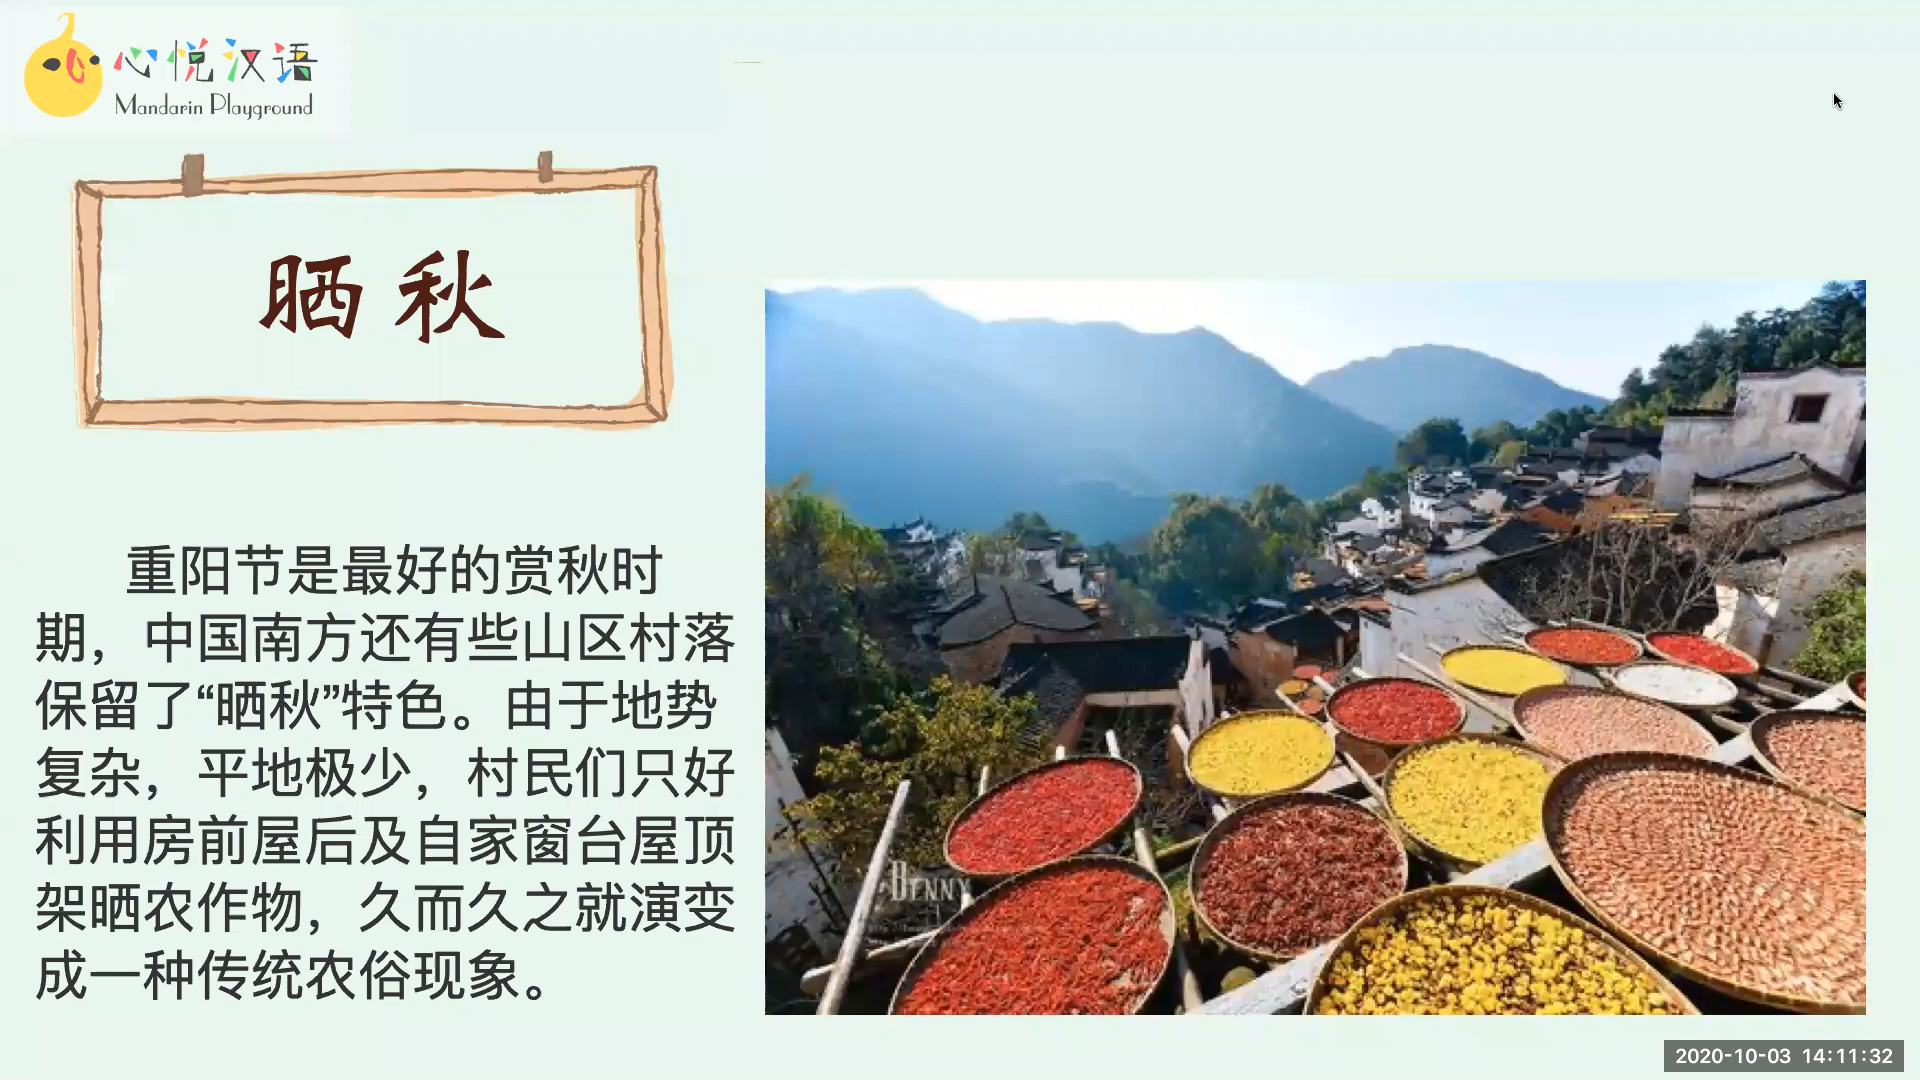 心悦汉语
Mandarin Playground
晒秋
重阳节是最好的赏秋时
期，中国南方还有些山区村落
保留了“晒秋”特色。由于地势
复杂，平地极少，村民们只好
利用房前屋后及自家窗台屋顶
架晒农作物，久而久之就演变
成一种传统农俗现象。
BENNY
2020-10-03 14:11:32